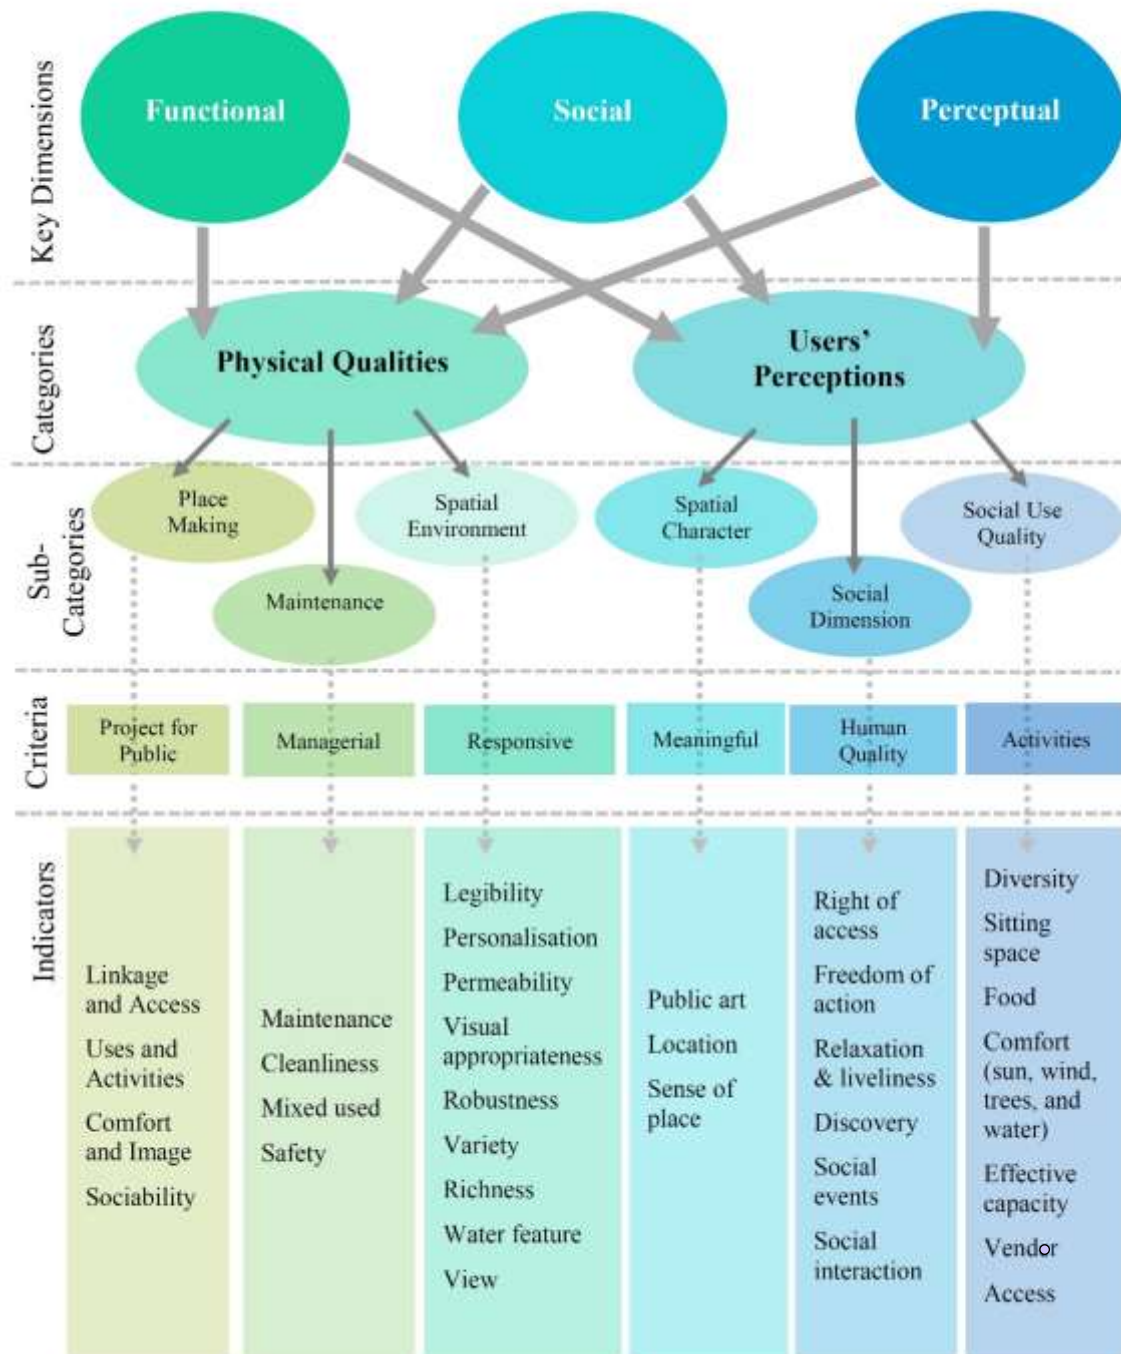 Key Dimensions
Functional
Social
Perceptual
Categories
Physical Qualities
Users’
Perceptions
Sub-
Categories
Place
Making
Maintenance
Spatial
Environment
Spatial
Character
Social
Dimension
Social Use
Quality
Criteria
Project for
Public
Managerial
Responsive
Meaningful
Human
Quality
Activities
Indicators
Linkage
and Access
Uses and
Activities
Comfort
and Image
Sociability
Maintenance
Cleanliness
Mixed used
Safety
Legibility
Personalisation
Permeability
Visual
appropriateness
Robustness
Variety
Richness
Water feature
View
Public art
Location
Sense of
place
Right of
access
Freedom of
action
Relaxation
& liveliness
Discovery
Social
events
Social
interaction
Diversity
Sitting
space
Food
Comfort
(sun, wind,
trees, and
water)
Effective
capacity
Vendor
Access